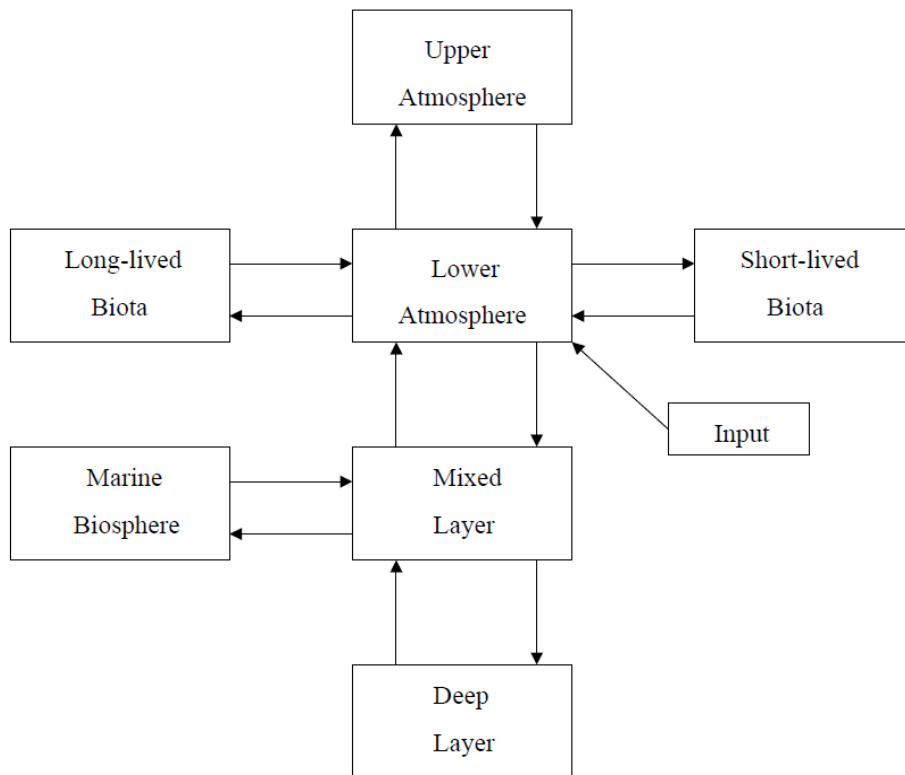 Upper
Atmosphere
Long-lived
Biota
Lower
Atmosphere
Short-lived
Biota
Input
Marine
Biosphere
Mixed
Layer
Deep
Layer